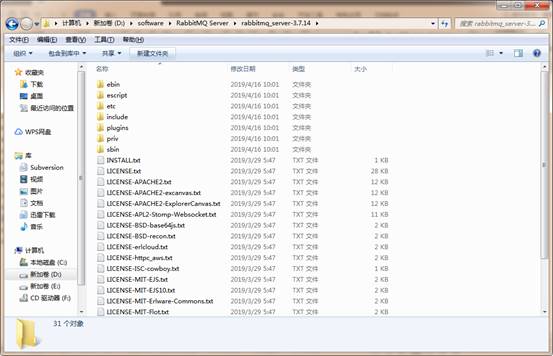 计算机 ▸ 新加卷 (D:) ▸ software ▸ RabbitMQ Server ▸ rabbitmq_server-3.7.14 ▸
搜索 rabbitmq_server-3...
文件(F) 编辑(E) 查看(V) 工具(T) 帮助(H)
组织 包含到库中 共享 新建文件夹
名称 修改日期 类型 大小
收藏夹
下载
桌面
最近访问的位置
WPS网盘
库
Subversion
视频
图片
文档
迅雷下载
音乐
计算机
本地磁盘 (C:)
新加卷 (D:)
新加卷 (E:)
CD 驱动器 (F:)
ebin 2019/4/16 10:01 文件夹
escript 2019/4/16 10:01 文件夹
etc 2019/4/16 10:01 文件夹
include 2019/4/16 10:01 文件夹
plugins 2019/4/16 10:01 文件夹
priv 2019/4/16 10:01 文件夹
sbin 2019/4/16 10:01 文件夹
INSTALL.txt 2019/3/29 5:47 TXT 文件 1 KB
LICENSE.txt 2019/3/29 5:47 TXT 文件 28 KB
LICENSE-APACHE2.txt 2019/3/29 5:47 TXT 文件 12 KB
LICENSE-APACHE2-excanvas.txt 2019/3/29 5:47 TXT 文件 12 KB
LICENSE-APACHE2-ExplorerCanvas.txt 2019/3/29 5:47 TXT 文件 12 KB
LICENSE-APL2-Stomp-Websocket.txt 2019/3/29 5:47 TXT 文件 11 KB
LICENSE-BSD-base64js.txt 2019/3/29 5:47 TXT 文件 2 KB
LICENSE-BSD-recon.txt 2019/3/29 5:47 TXT 文件 2 KB
LICENSE-erlcloud.txt 2019/3/29 5:47 TXT 文件 2 KB
LICENSE-httpc_aws.txt 2019/3/29 5:47 TXT 文件 2 KB
LICENSE-ISC-cowboy.txt 2019/3/29 5:47 TXT 文件 1 KB
LICENSE-MIT-EJS.txt 2019/3/29 5:47 TXT 文件 2 KB
LICENSE-MIT-EJS10.txt 2019/3/29 5:47 TXT 文件 2 KB
LICENSE-MIT-Erlware-Commons.txt 2019/3/29 5:47 TXT 文件 2 KB
LICENSE-MIT-Flot.txt 2019/3/29 5:47 TXT 文件 2 KB
31 个对象